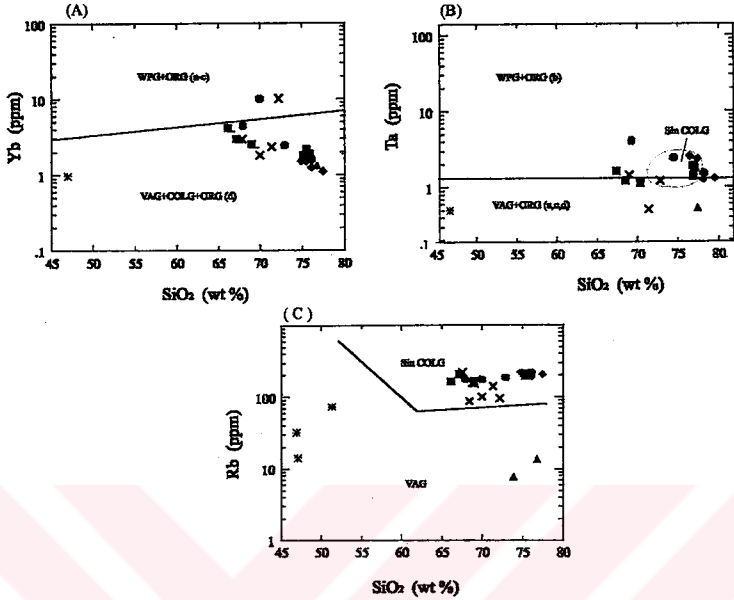 (A)
100
10
1
.1
Yb (ppm)
WPG+ORG (a-c)
VAG+COLG+ORG (d)
45 50 55 60 65 70 75 80
SiO₂ (wt %)
(B)
100
10
1
.1
Ta (ppm)
WPG+ORG (b)
Sin COLG
VAG+ORG (a,c,d)
45 50 55 60 65 70 75 80
SiO₂ (wt %)
( C )
100
10
1
Rb (ppm)
Sin COLG
VAG
45 50 55 60 65 70 75 80
SiO₂ (wt %)